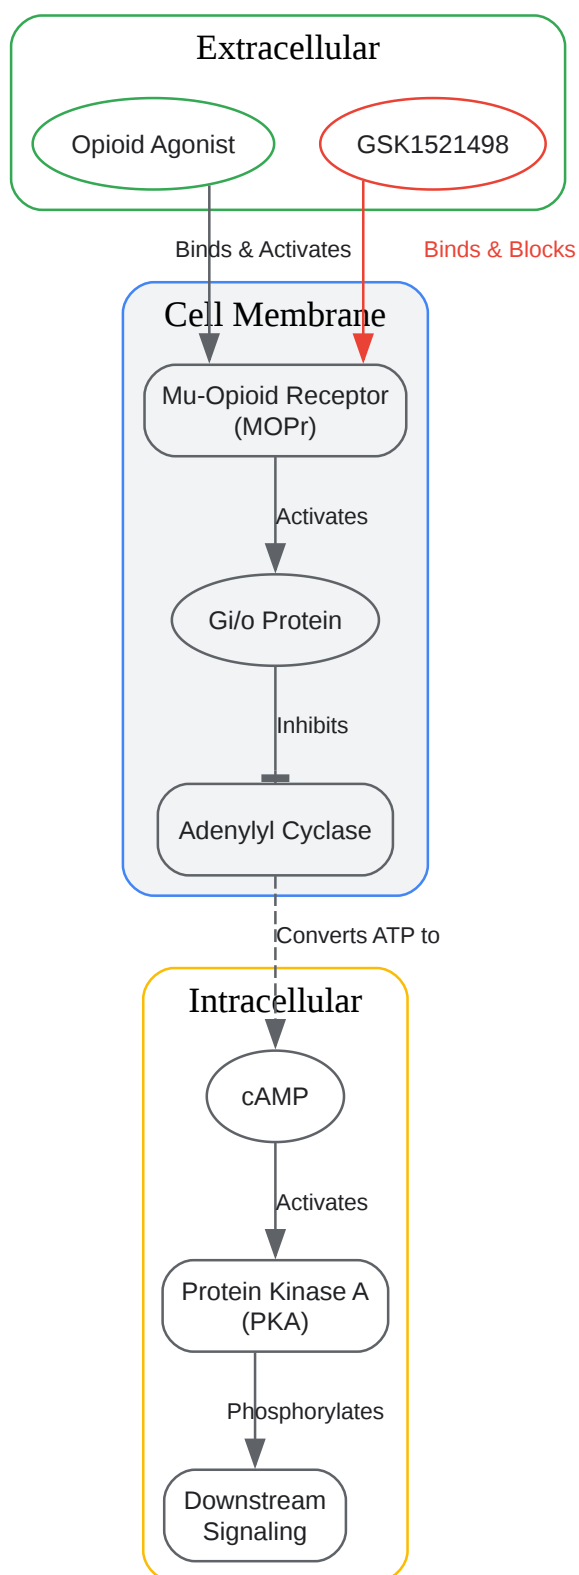 Extracellular
Opioid Agonist
GSK1521498
Binds & Activates
Binds & Blocks
Cell Membrane
Mu-Opioid Receptor
(MOPr)
Activates
Gi/o Protein
Inhibits
Adenylyl Cyclase
Converts ATP to
Intracellular
cAMP
Activates
Protein Kinase A
(PKA)
Phosphorylates
Downstream
Signaling